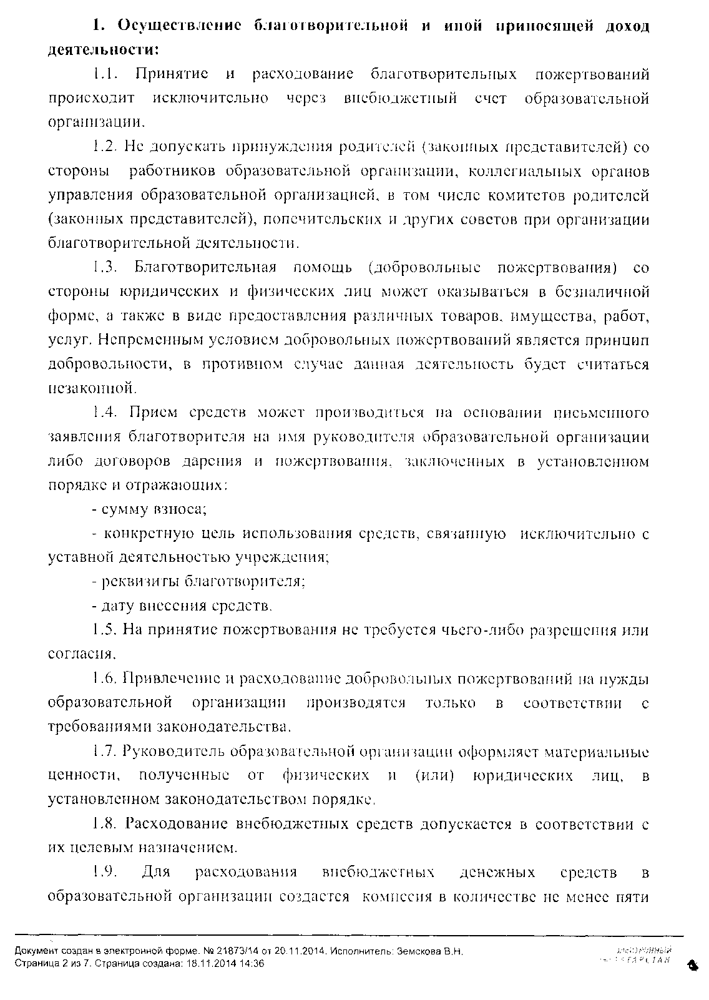 1. Осуществление благотворительной и иной приносящей доход
деятельности:
1.1. Принятие и расходование благотворительных пожертвований
происходит исключительно через внебюджетный счет образовательной
организации.
1.2. Не допускать принуждения родителей (законных представителей) со
стороны работников образовательной организации, коллегиальных органов
управления образовательной организацией, в том числе комитетов родителей
(законных представителей), попечительских и других советов при организации
благотворительной деятельности.
1.3. Благотворительная помощь (добровольные пожертвования) со
стороны юридических и физических лиц может оказываться в безналичной
форме, а также в виде предоставления различных товаров, имущества, работ,
услуг. Непременным условием добровольных пожертвований является принцип
добровольности, в противном случае данная деятельность будет считаться
незаконной.
1.4. Прием средств может производиться на основании письменного
заявления благотворителя на имя руководителя образовательной организации
либо договоров дарения и пожертвования, заключенных в установленном
порядке и отражающих:
- сумму взноса;
- конкретную цель использования средств, связанную исключительно с
уставной деятельностью учреждения;
- реквизиты благотворителя;
- дату внесения средств.
1.5. На принятие пожертвования не требуется чьего-либо разрешения или
согласия.
1.6. Привлечение и расходование добровольных пожертвований на нужды
образовательной организации производятся только в соответствии с
требованиями законодательства.
1.7. Руководитель образовательной организации оформляет материальные
ценности, полученные от физических и (или) юридических лиц, в
установленном законодательством порядке.
1.8. Расходование внебюджетных средств допускается в соответствии с
их целевым назначением.
1.9. Для расходования внебюджетных денежных средств в
образовательной организации создается комиссия в количестве не менее пяти
Документ создан в электронной форме. № 21873/14 от 20.11.2014. Исполнитель: Земскова В.Н.
Страница 2 из 7. Страница создана: 18.11.2014 14:36
ЭЛЕКТРОННЫЙ
ТАТАРСТАН